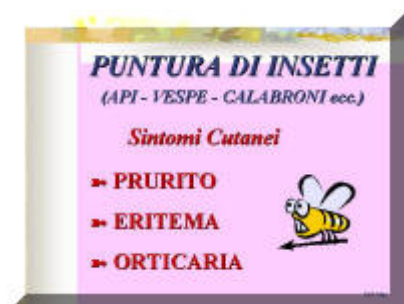 PUNTURA DI INSETTI
(API - VESPE - CALABRONI ecc.)
Sintomi Cutanei
➽ PRURITO
➽ ERITEMA
➽ ORTICARIA